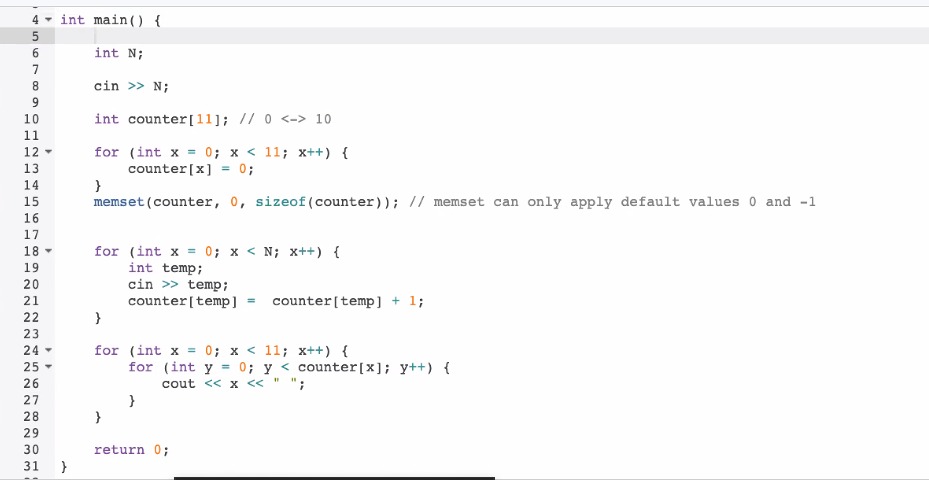 4 int main() {
5
6 int N;
7
8 cin >> N;
9
10 int counter[11]; // 0 <-> 10
11
12 for (int x = 0; x < 11; x++) {
13 counter[x] = 0;
14 }
15 memset(counter, 0, sizeof(counter)); // memset can only apply default values 0 and -1
16
17
18 for (int x = 0; x < N; x++) {
19 int temp;
20 cin >> temp;
21 counter[temp] =  counter[temp] + 1;
22 }
23
24 for (int x = 0; x < 11; x++) {
25 for (int y = 0; y < counter[x]; y++) {
26 cout << x << " ";
27 }
28 }
29
30 return 0;
31 }